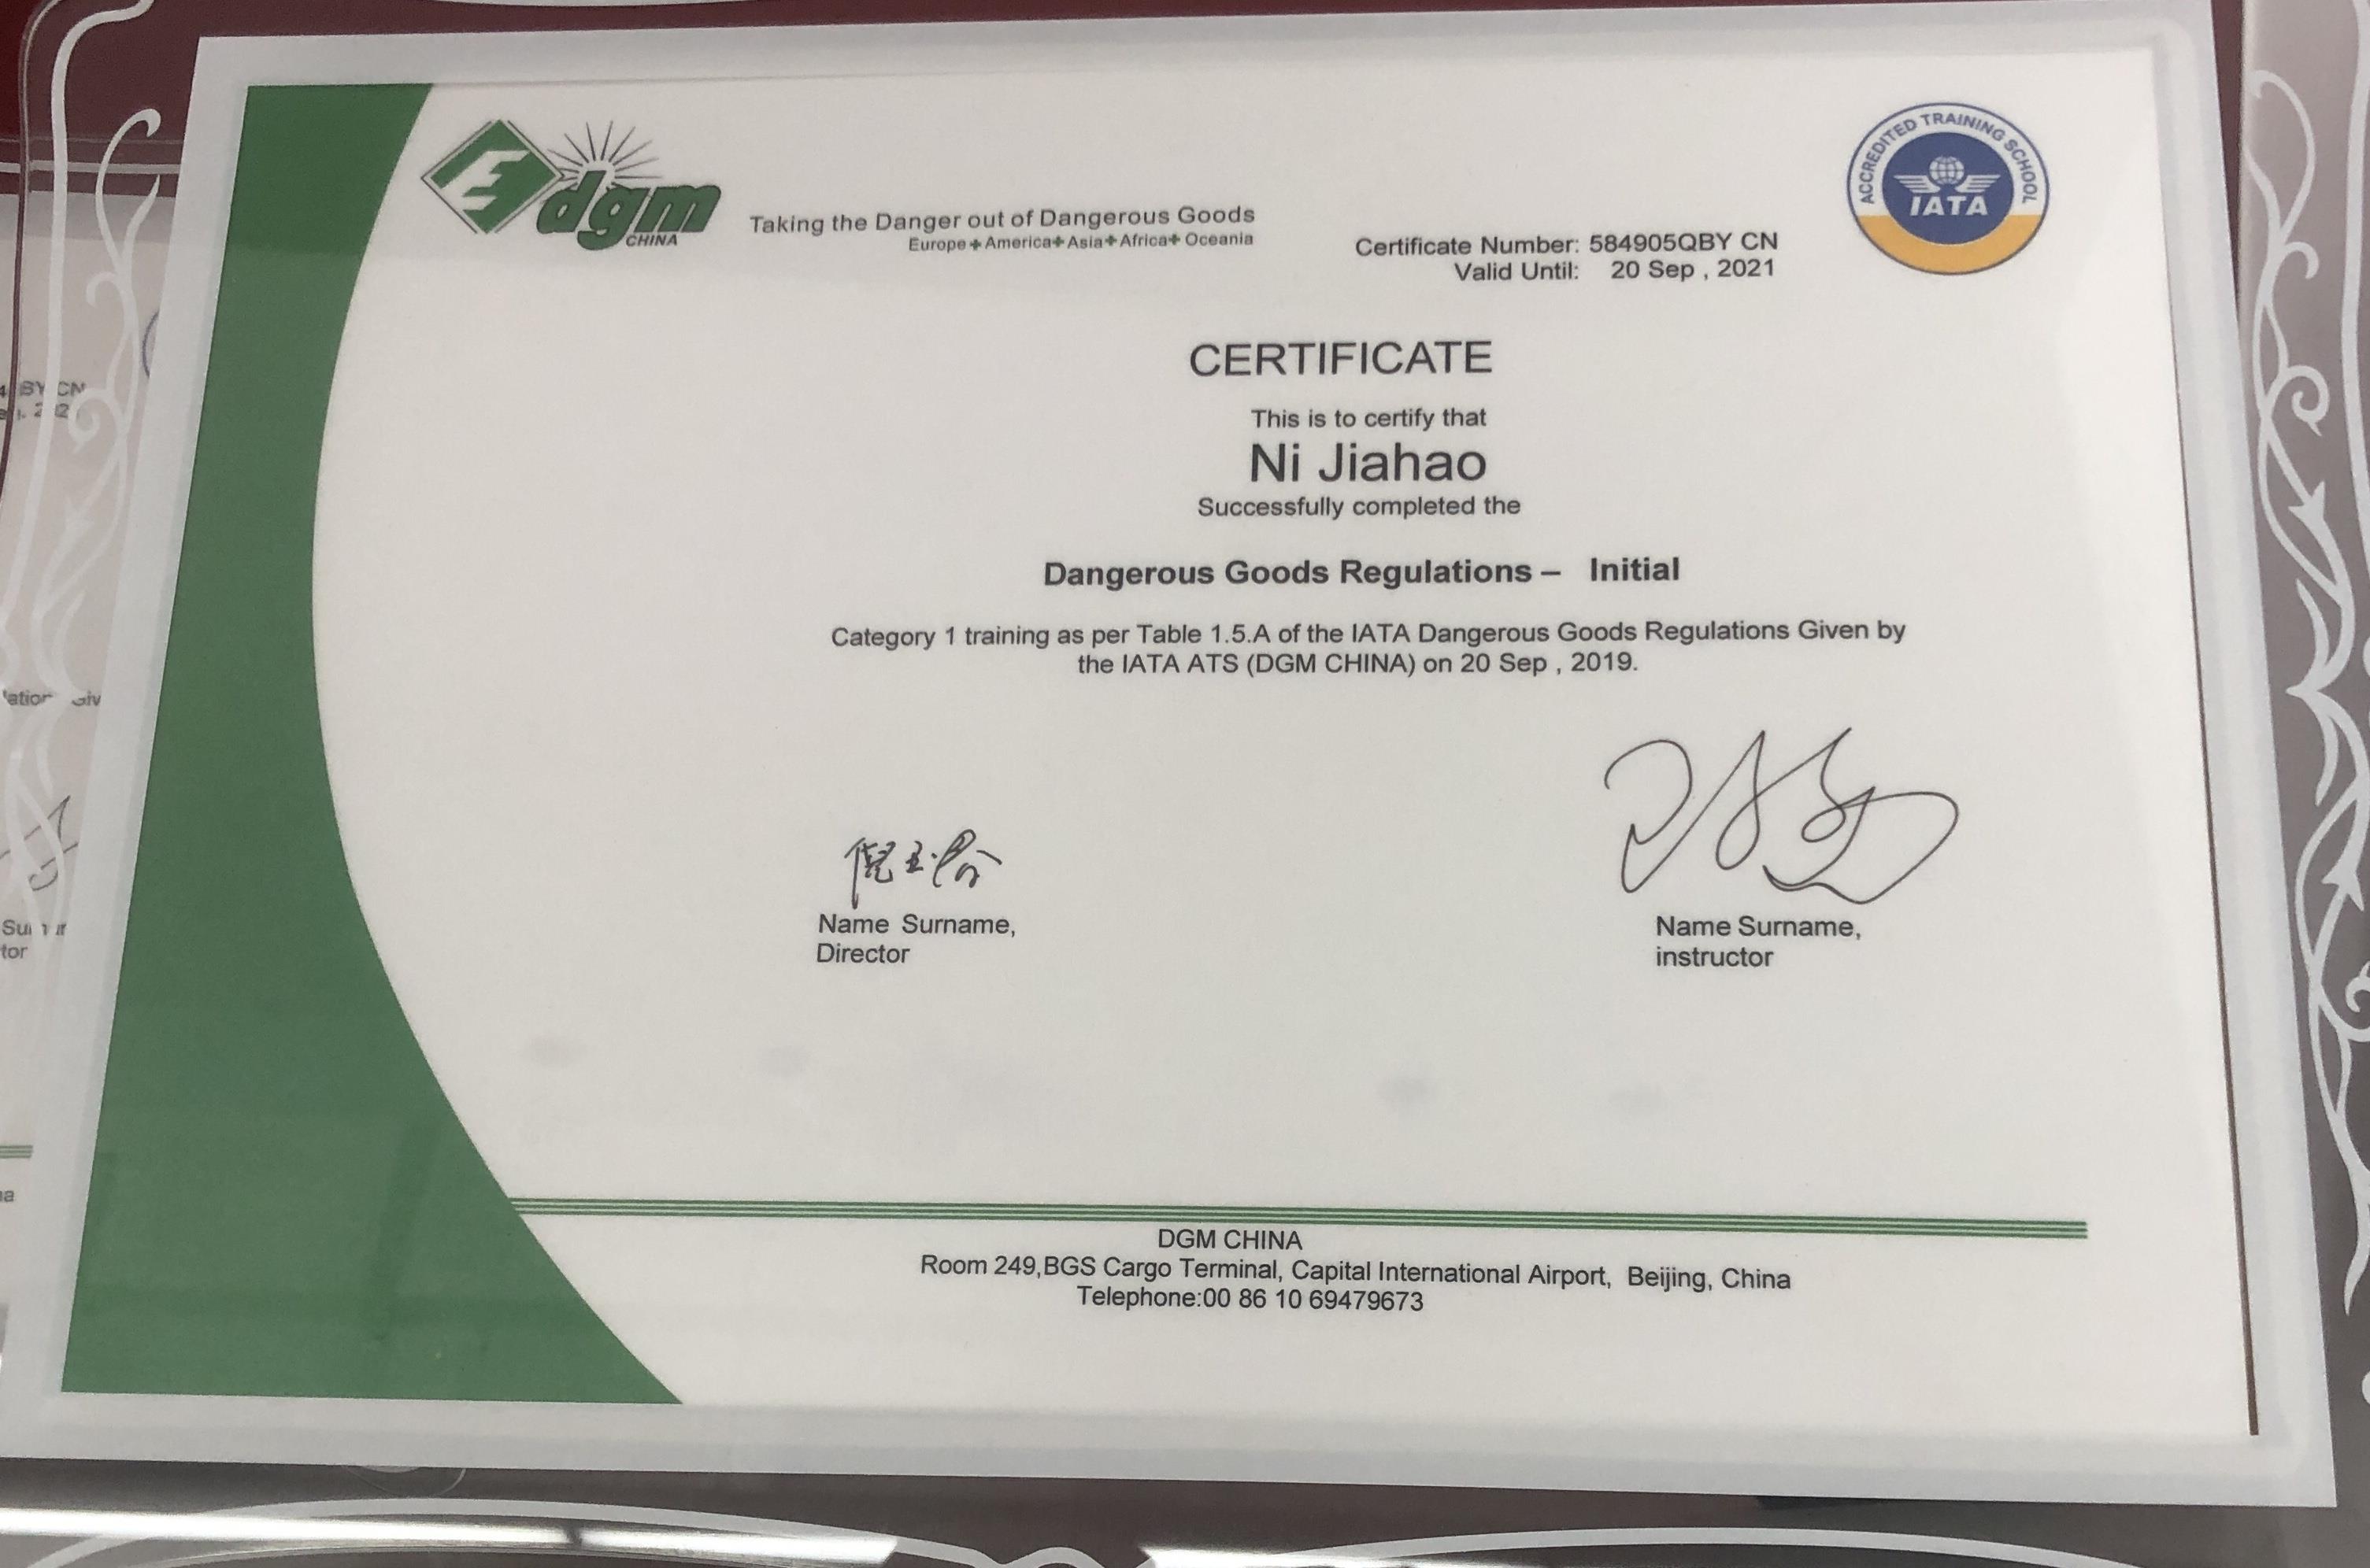 dgm
CHINA
Taking the Danger out of Dangerous Goods
Europe+America+Asia+Africa+Oceania
Certificate Number: 584905QBY CN
Valid Until: 20 Sep , 2021
ACCREDITED TRAINING SCHOOL
IATA
CERTIFICATE
This is to certify that
Ni Jiahao
Successfully completed the
Dangerous Goods Regulations – Initial
Category 1 training as per Table 1.5.A of the IATA Dangerous Goods Regulations Given by
the IATA ATS (DGM CHINA) on 20 Sep , 2019.
Name Surname,
Director
Name Surname,
instructor
DGM CHINA
Room 249,BGS Cargo Terminal, Capital International Airport, Beijing, China
Telephone:00 86 10 69479673
BY CN
tor